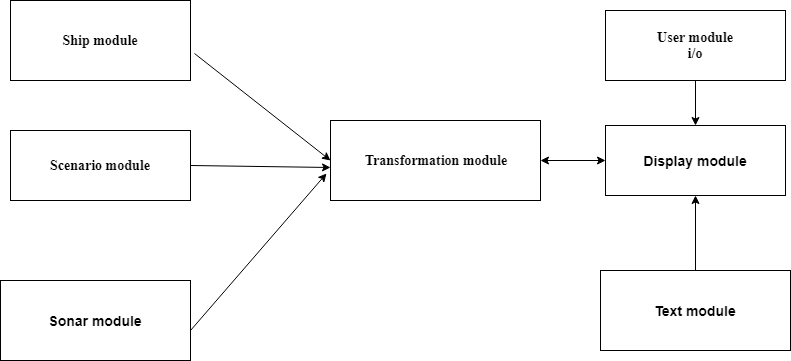 Ship module
User module
i/o
Scenario module
Transformation module
Display module
Sonar module
Text module